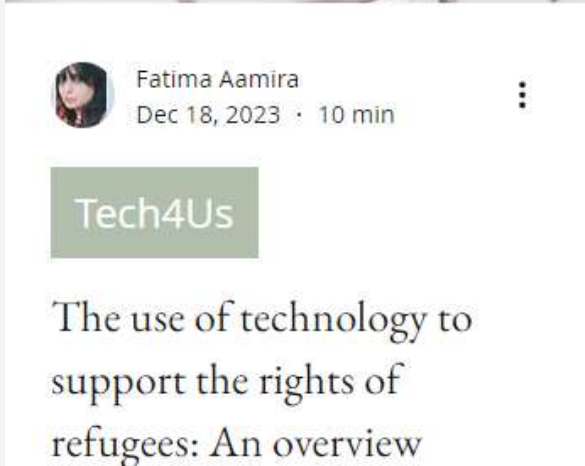 Fatima Aamira
Dec 18, 2023 · 10 min
Tech4Us
The use of technology to
support the rights of
refugees: An overview